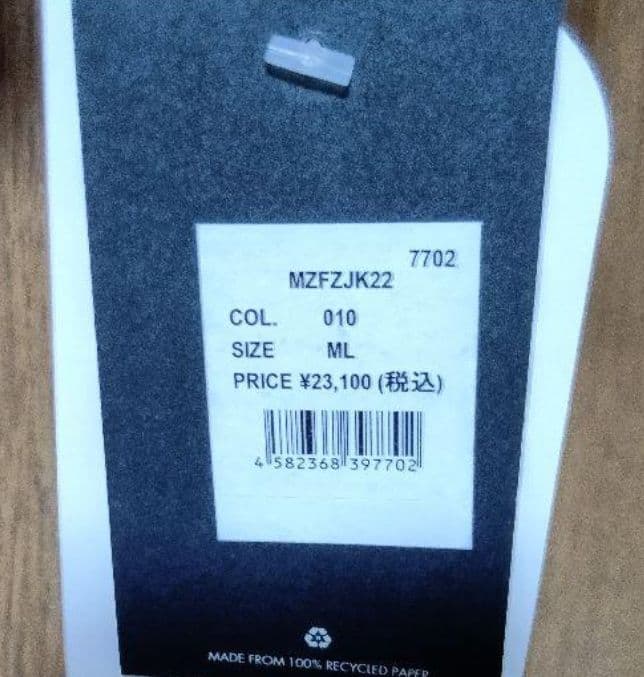 7702
MZFZJK22
COL. 010
SIZE ML
PRICE ¥23,100 (税込)
4 582368 397702
MADE FROM 100% RECYCLED PAPER